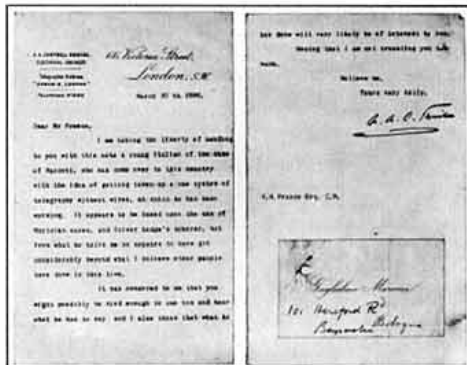 A.A. CAMPBELL SWINTON,
ELECTRICAL ENGINEER
66, Victoria Street,
London, S.W.
March 30th, 1896,
Dear Mr Preece,
I am taking the liberty of sending
to you with this note a young Italian of the name
of Marconi, who has come over to this country
with the idea of getting taken up a new system of
telegraphy without wires, at which he has been
working. It appears to be based upon the use of
Hertzian waves, and Oliver Lodge's coherer, but
from what he tells me he appears to have got
considerably beyond what I believe other people
have done in this line.
It has occurred to me that you
might possibly be kind enough to see him and hear
what he has to say and I also think that what he
has done will very likely be of interest to you.
Hoping that I am not troubling you too
much,
Believe me,
Yours very truly,
A.A.C. Swinton
W.H. Preece Esq. C.B.
Guglielmo Marconi
101 Hereford Rd
Bayswater Bologna